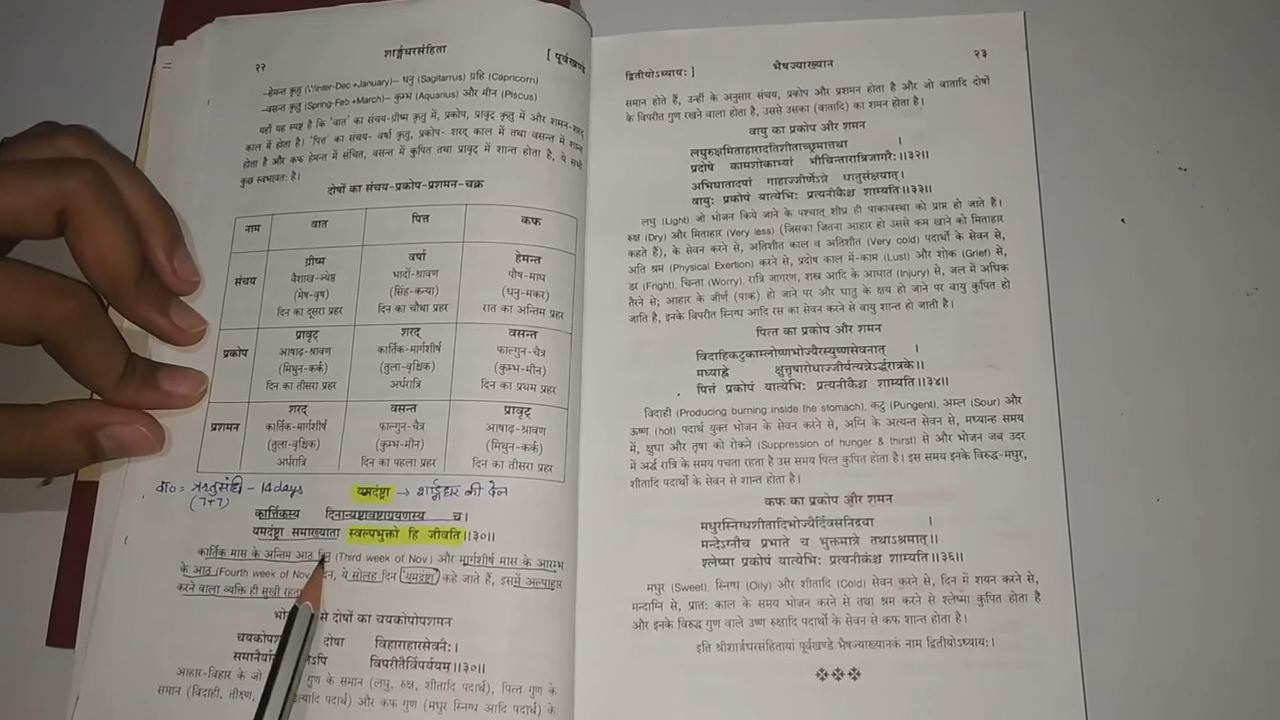 २२
शार्ङ्गधरसंहिता
[ पूर्वखण्डे
–हेमन्त ऋतु (Winter-Dec +January)– धनु (Sagitarrus) ग्रहि (Capricorn)
–वसन्त ऋतु (Spring-Feb +March)– कुम्भ (Aquarius) और मीन (Piscus)
यहाँ यह स्पष्ट है कि 'वात' का संचय-ग्रीष्म ऋतु में, प्रकोप, प्रावृट् ऋतु में और शमन-शरद्
काल में होता है। 'पित्त' का संचय- वर्षा ऋतु, प्रकोप- शरद् काल में तथा वसन्त में शान्त
होता है और कफ हेमन्त में संचित, वसन्त में कुपित तथा प्रावृट् में शान्त होता है, ये सभी
कुछ स्वभावतः है।
दोषों का संचय-प्रकोप-प्रशमन-चक्र
नाम वात पित्त कफ
ग्रीष्म वर्षा हेमन्त
संचय वैशाख-ज्येष्ठ भादों-श्रावण पौष-माघ
(मेष-वृष) (सिंह-कन्या) (धनु-मकर)
दिन का दूसरा प्रहर दिन का चौथा प्रहर रात का अन्तिम प्रहर
प्रावृट् शरद् वसन्त
प्रकोप आषाढ़-श्रावण कार्तिक-मार्गशीर्ष फाल्गुन-चैत्र
(मिथुन-कर्क) (तुला-वृश्चिक) (कुम्भ-मीन)
दिन का तीसरा प्रहर अर्धरात्रि दिन का प्रथम प्रहर
शरद् वसन्त प्रावृट्
प्रशमन कार्तिक-मार्गशीर्ष फाल्गुन-चैत्र आषाढ़-श्रावण
(तुला-वृश्चिक) (कुम्भ-मीन) (मिथुन-कर्क)
अर्धरात्रि दिन का पहला प्रहर दिन का तीसरा प्रहर
वा० = ऋतुसंधि - 14days यमदंष्ट्रा → शार्ङ्गधर की देन
(7+7)
कार्त्तिकस्य दिनान्यष्टावष्टाग्रयणस्य च।
यमदंष्ट्रा समाख्याता स्वल्पभुक्तो हि जीवति।।३०।।
कार्तिक मास के अन्तिम आठ दिन (Third week of Nov) और मार्गशीर्ष मास के आरम्भ
के आठ (Fourth week of Nov) दिन, ये सोलह दिन 'यमदंष्ट्रा' कहे जाते हैं, इसमें अल्पाहार
करने वाला व्यक्ति ही सुखी रहता
से दोषों का चयकोपोपशमन
दोषा विहाराहारसेवनैः।
विपरीतैर्विपर्ययम्।।३०।।
आहार-विहार के जो गुण के समान (लघु, रुक्ष, शीतादि पदार्थ), पित्त गुण के
समान (विदाही, तीक्ष्ण, पदार्थ) और कफ गुण (मधुर स्निग्ध आदि पदार्थ) के
द्वितीयोऽध्यायः ]
भैषज्याख्यान
२३
समान होते हैं, उन्हीं के अनुसार संचय, प्रकोप और प्रशमन होता है और जो वातादि दोषों
के विपरीत गुण रखने वाला होता है, उससे उसका (वातादि) का शमन होता है।
वायु का प्रकोप और शमन
लघुरुक्षमिताहारादतिशीताच्छ्रमात्तथा ।
प्रदोषे कामशोकाभ्यां भीचिन्तारात्रिजागरैः।।३२।।
अभिघातादपां गाहाज्जीर्णेऽन्ने धातुसंक्षयात्।
वायुः प्रकोपं यात्येभिः प्रत्यनीकैश्च शाम्यति।।३३।।
लघु (Light) जो भोजन किये जाने के पश्चात् शीघ्र ही पाकावस्था को प्राप्त हो जाते हैं।
रुक्ष (Dry) और मिताहार (Very less) (जिसका जितना आहार हो उससे कम खाने को मिताहार
कहते हैं), के सेवन करने से, अतिशीत काल व अतिशीत (Very cold) पदार्थों के सेवन से,
अति श्रम (Physical Exertion) करने से, प्रदोष काल में-काम (Lust) और शोक (Grief) से,
डर (Fright), चिन्ता (Worry), रात्रि जागरण, शस्त्र आदि के आघात (Injury) से, जल में अधिक
तैरने से; आहार के जीर्ण (पाक) हो जाने पर और धातु के क्षय हो जाने पर वायु कुपित हो
जाति है, इनके विपरीत स्निग्ध आदि रस का सेवन करने से वायु शान्त हो जाती है।
पित्त का प्रकोप और शमन
विदाहिकटुकाम्लोष्णभोज्यैरत्युष्णसेवनात् ।
मध्याह्ने क्षुत्तृषारोधाज्जीर्यत्यन्नेऽर्द्धरात्रके।।
पित्तं प्रकोपं यात्येभिः प्रत्यनीकैश्च शाम्यति।।३४।।
विदाही (Producing burning inside the stomach), कटु (Pungent), अम्ल (Sour) और
ऊष्ण (hot) पदार्थ युक्त भोजन के सेवन करने से, अग्नि के अत्यन्त सेवन से, मध्यान्ह समय
में, क्षुधा और तृषा को रोकने (Suppression of hunger & thirst) से और भोजन जब उदर
में अर्द्ध रात्रि के समय पचता रहता है उस समय पित्त कुपित होता है। इस समय इनके विरुद्ध-मधुर,
शीतादि पदार्थों के सेवन से शान्त होता है।
कफ का प्रकोप और शमन
मधुरस्निग्धशीतादिभोज्यैर्दिवसनिद्रया ।
मन्देऽग्नौच प्रभाते च भुक्तमात्रे तथाऽश्रमात्।
श्लेष्मा प्रकोपं यात्येभिः प्रत्यनीकैश्च शाम्यति।।३६।।
मधुर (Sweet), स्निग्ध (Oily) और शीतादि (Cold) सेवन करने से, दिन में शयन करने से,
मन्दाग्नि से, प्रातः काल के समय भोजन करने से तथा श्रम करने से श्लेष्मा कुपित होता है
और इनके विरुद्ध गुण वाले उष्ण रुक्षादि पदार्थों के सेवन से कफ शान्त होता है।
इति श्रीशार्ङ्गधरसंहितायां पूर्वखण्डे भैषज्याख्यानकं नाम द्वितीयोऽध्यायः।